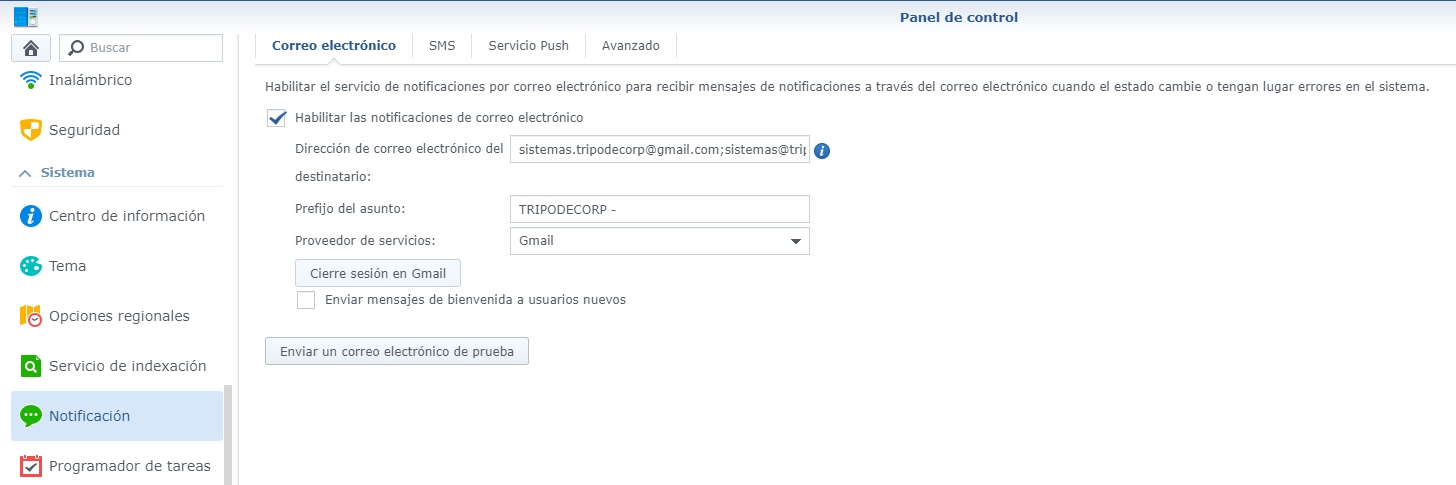 Panel de control
Buscar
Inalámbrico
Seguridad
Sistema
Centro de información
Tema
Opciones regionales
Servicio de indexación
Notificación
Programador de tareas
Correo electrónico
SMS
Servicio Push
Avanzado
Habilitar el servicio de notificaciones por correo electrónico para recibir mensajes de notificaciones a través del correo electrónico cuando el estado cambie o tengan lugar errores en el sistema.
Habilitar las notificaciones de correo electrónico
Dirección de correo electrónico del
destinatario:
sistemas.tripodecorp@gmail.com;sistemas@trip
Prefijo del asunto:
TRIPODECORP -
Proveedor de servicios:
Gmail
Cierre sesión en Gmail
Enviar mensajes de bienvenida a usuarios nuevos
Enviar un correo electrónico de prueba